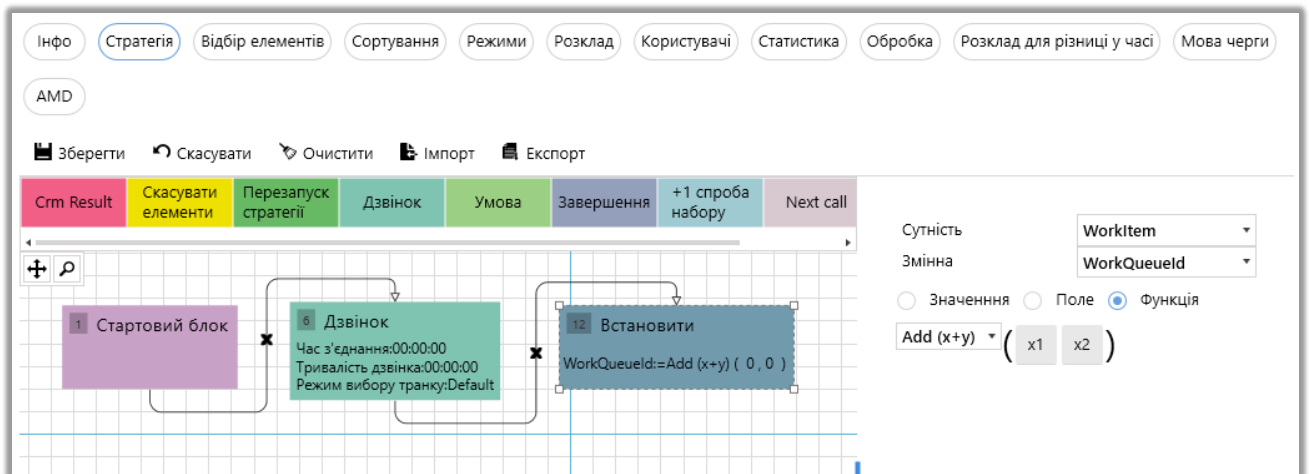 Інфо Стратегія Відбір елементів Сортування Режими Розклад Користувачі Статистика Обробка Розклад для різниці у часі Мова черги
AMD
Зберегти Скасувати Очистити Імпорт Експорт
Crm Result
Скасувати
елементи
Перезапуск
стратегії
Дзвінок
Умова
Завершення
+1 спроба
набору
Next call
Сутність WorkItem
Змінна WorkQueueId
Значенння Поле Функція
Add (x+y) ( x1 x2 )
1 Стартовий блок
6 Дзвінок
Час з'єднання:00:00:00
Тривалість дзвінка:00:00:00
Режим вибору транку:Default
12 Встановити
WorkQueueId:=Add (x+y) ( 0 , 0 )